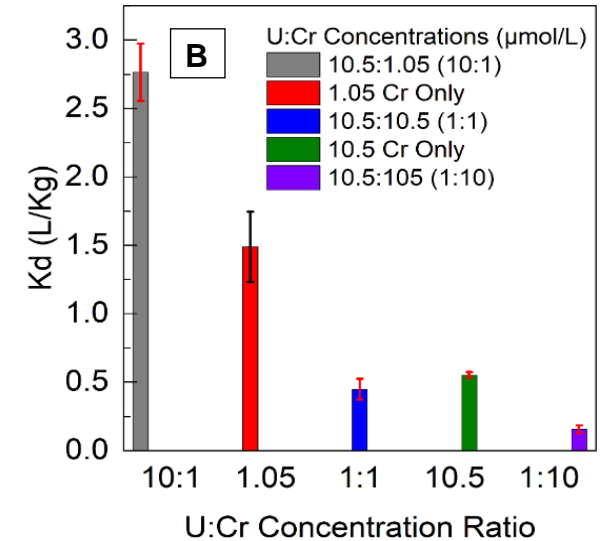 B
U:Cr Concentrations (μmol/L)
10.5:1.05 (10:1)
1.05 Cr Only
10.5:10.5 (1:1)
10.5 Cr Only
10.5:105 (1:10)
Kd (L/Kg)
3.0
2.5
2.0
1.5
1.0
0.5
0.0
10:1 1.05 1:1 10.5 1:10
U:Cr Concentration Ratio